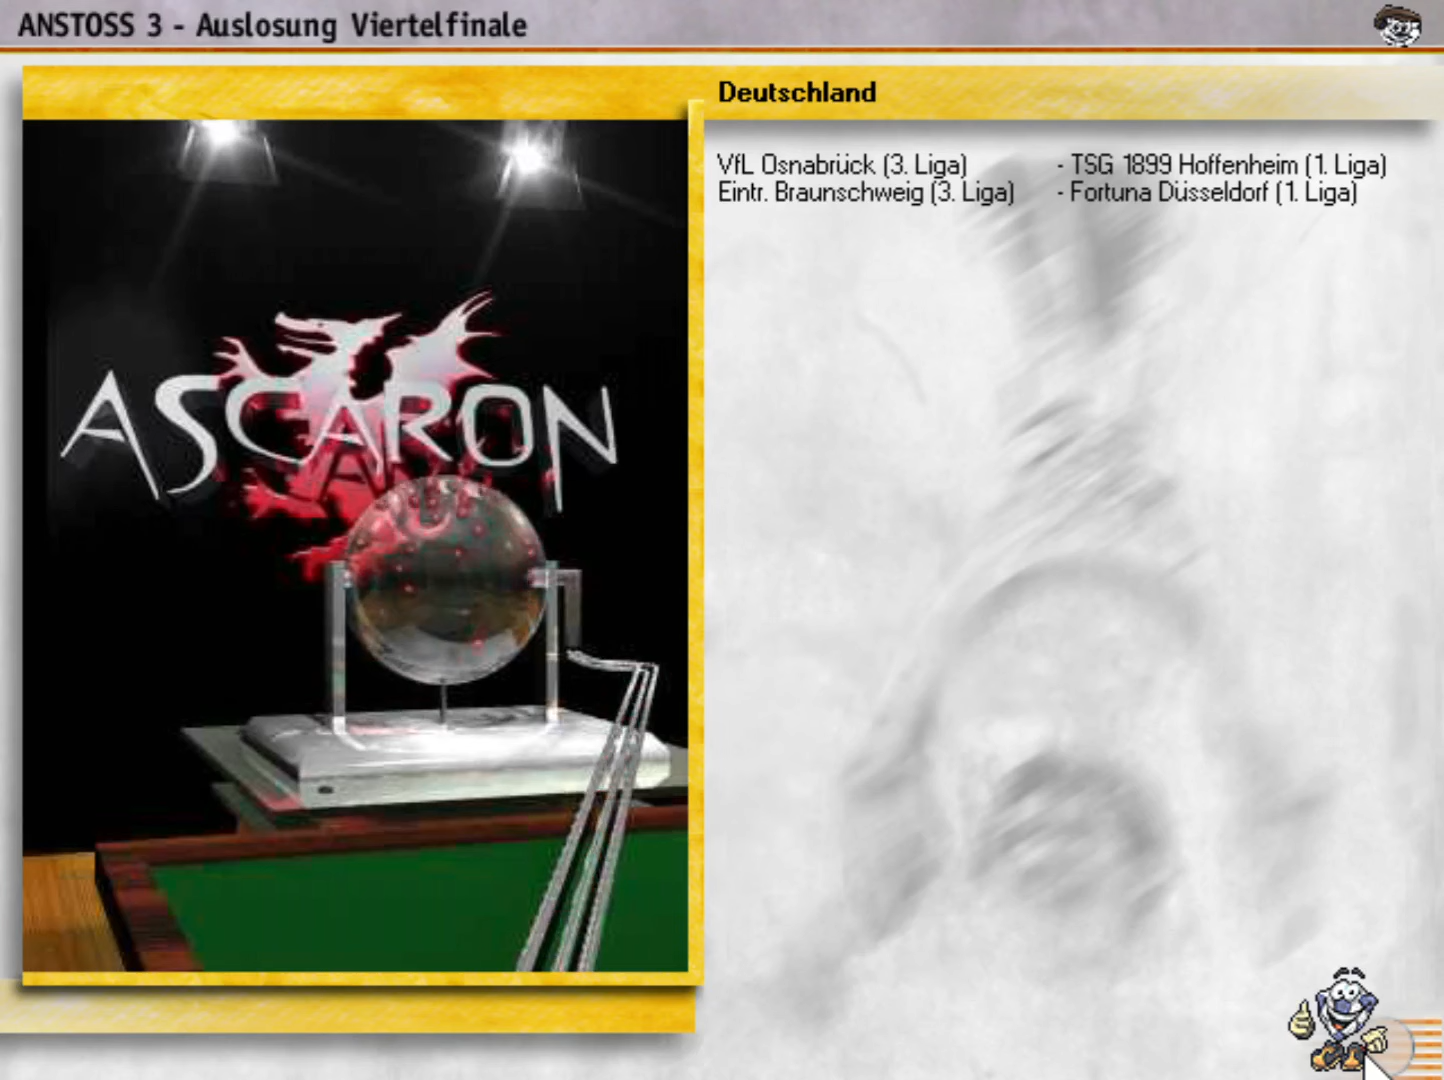 ANSTOSS 3 - Auslosung Viertelfinale
Deutschland
VfL Osnabrück (3. Liga) - TSG 1899 Hoffenheim (1. Liga)
Eintr. Braunschweig (3. Liga) - Fortuna Düsseldorf (1. Liga)
ASCARON